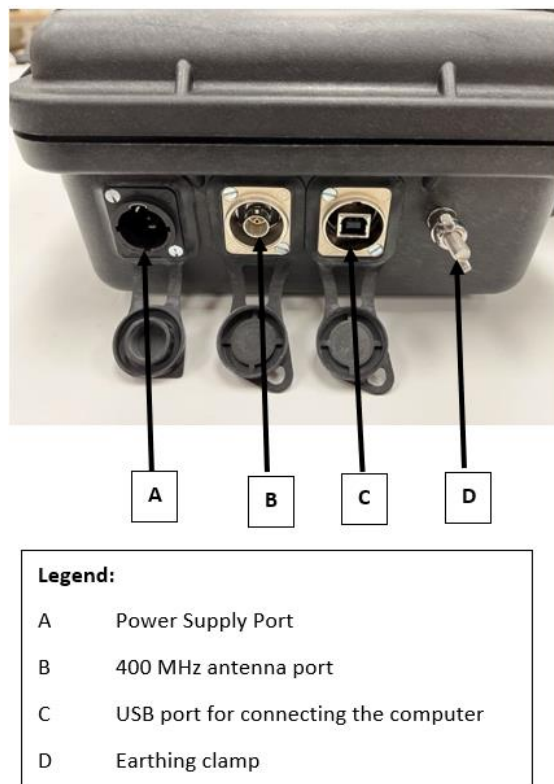 A B C D
Legend:
A Power Supply Port
B 400 MHz antenna port
C USB port for connecting the computer
D Earthing clamp